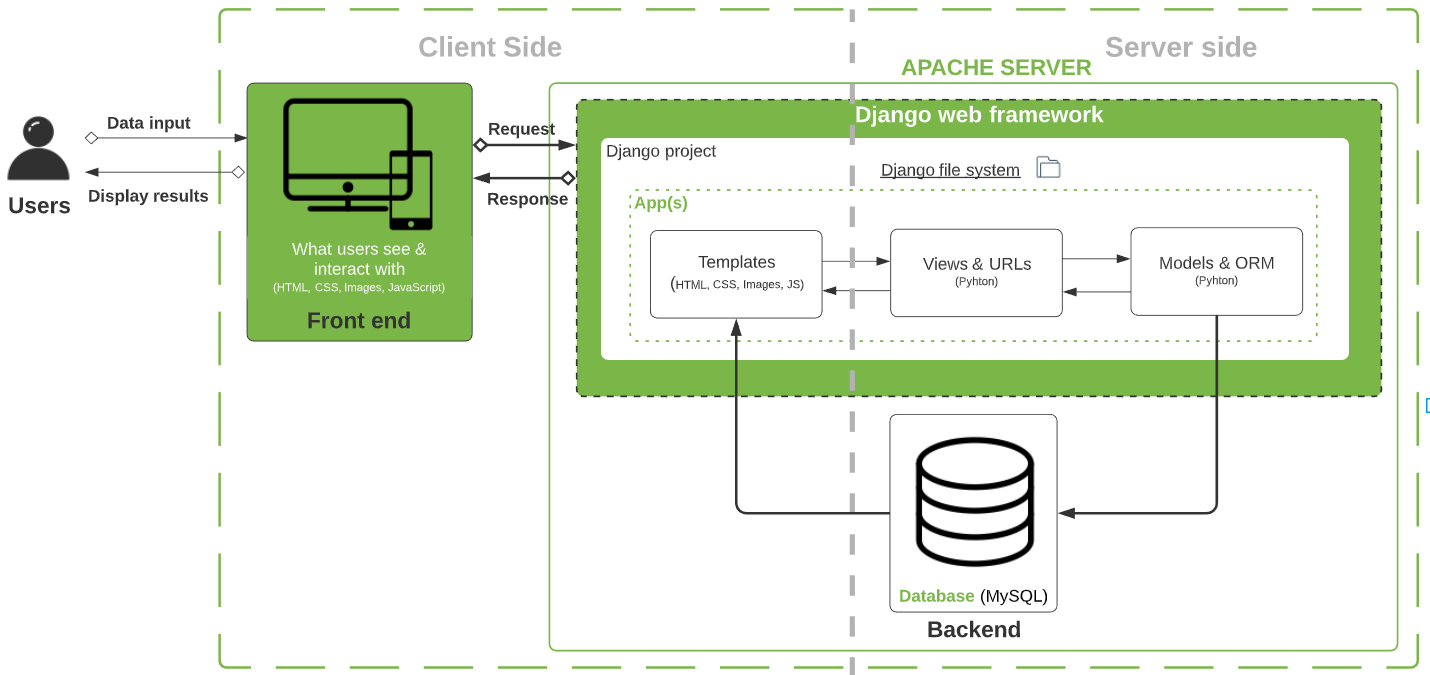 Client Side
Server side
APACHE SERVER
Django web framework
Data input
Display results
Users
Request
Response
What users see &
interact with
(HTML, CSS, Images, JavaScript)
Front end
Django project
Django file system
App(s)
Templates
(HTML, CSS, Images, JS)
Views & URLs
(Pyhton)
Models & ORM
(Pyhton)
Database (MySQL)
Backend